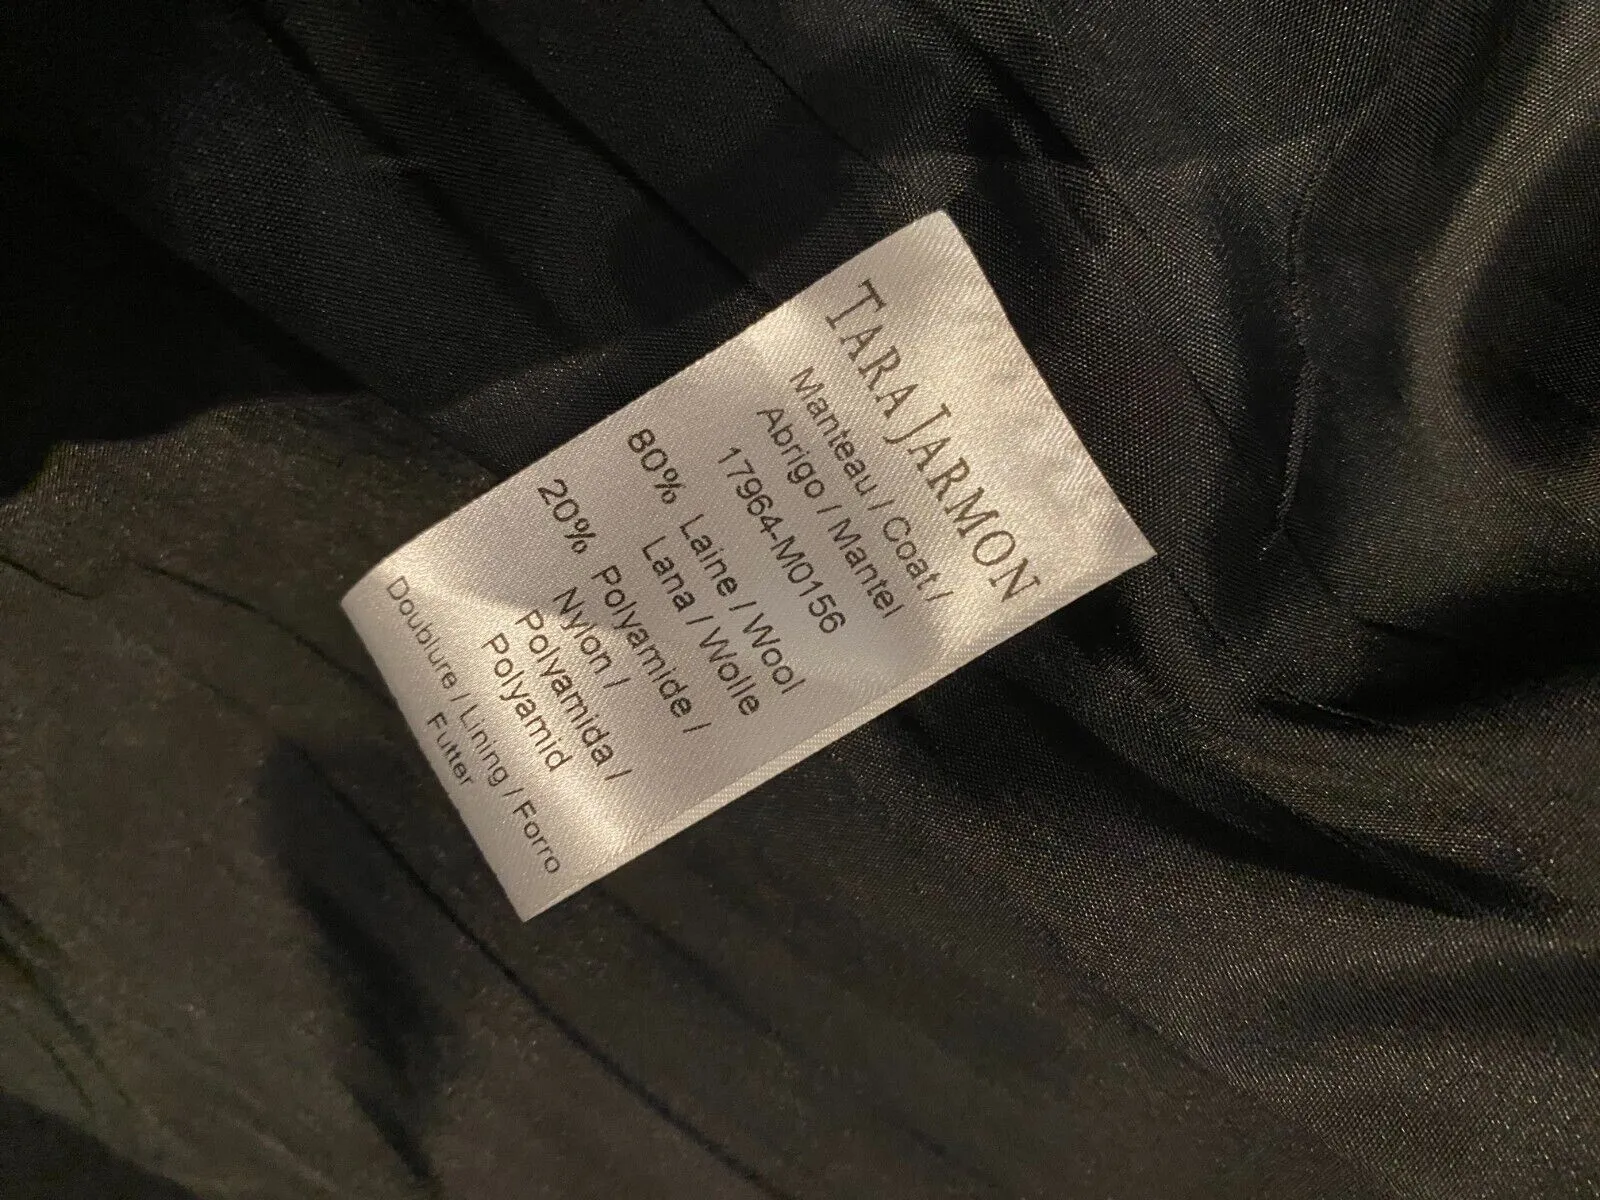 TARA JARMON
Manteau / Coat /
Abrigo / Mantel
17964-M0156
80% Laine / Wool
Lana / Wolle
20% Polyamide /
Nylon /
Polyamida /
Polyamid
Doublure / Lining / Forro
Futter